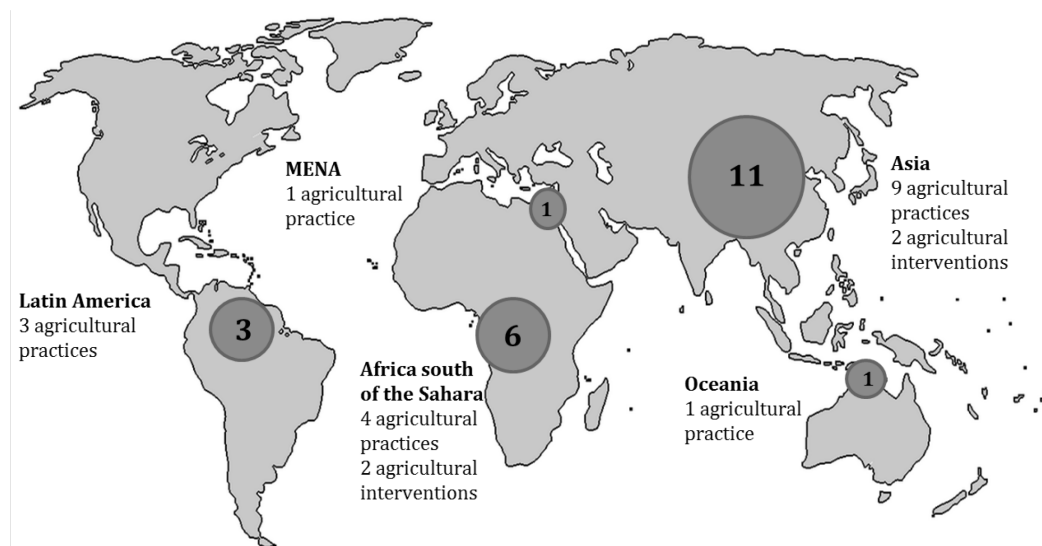 MENA
1 agricultural
practice
1
11
Asia
9 agricultural
practices
2 agricultural
interventions
Latin America
3 agricultural
practices
3
Africa south
of the Sahara
4 agricultural
practices
2 agricultural
interventions
6
Oceania
1 agricultural
practice
1